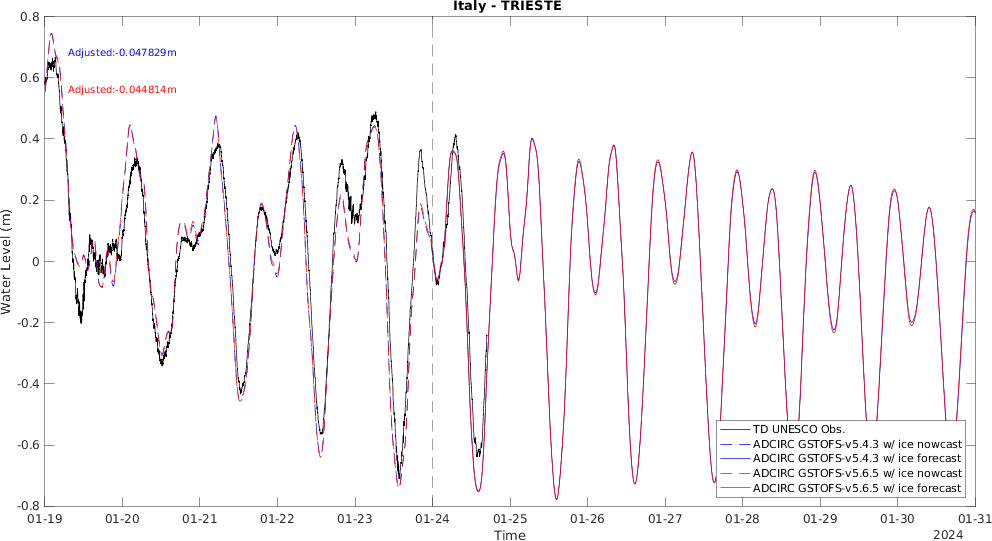 Italy - TRIESTE
Adjusted:-0.047829m
Adjusted:-0.044814m
Water Level (m)
0.8
0.6
0.4
0.2
0
-0.2
-0.4
-0.6
-0.8
TD UNESCO Obs.
ADCIRC GSTOFS-v5.4.3 w/ ice nowcast
ADCIRC GSTOFS-v5.4.3 w/ ice forecast
ADCIRC GSTOFS-v5.6.5 w/ ice nowcast
ADCIRC GSTOFS-v5.6.5 w/ ice forecast
01-19 01-20 01-21 01-22 01-23 01-24 01-25 01-26 01-27 01-28 01-29 01-30 01-31
Time
2024